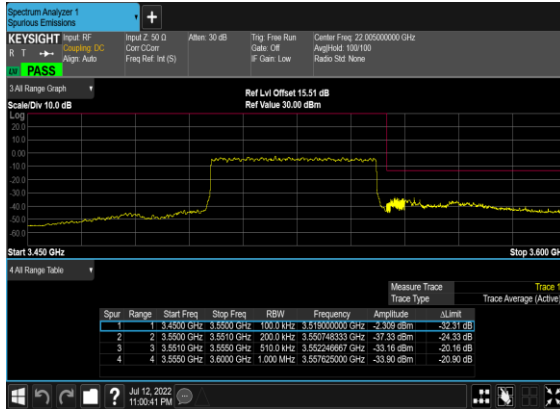 Spectrum Analyzer 1
Spurious Emissions
+
KEYSIGHT Input: RF Input Z: 50 Ω Atten: 30 dB Trig: Free Run Center Freq: 22.005000000 GHz
R T Coupling: DC Corr CCorr Gate: Off Avg|Hold: 100/100
Align: Auto Freq Ref: Int (S) IF Gain: Low Radio Std: None
PASS
3 All Range Graph
Ref Lvl Offset 15.51 dB
Scale/Div 10.0 dB Ref Value 30.00 dBm
Log
20.0
10.0
0.00
-10.0
-20.0
-30.0
-40.0
-50.0
-60.0
Start 3.450 GHz Stop 3.600 GH
4 All Range Table
Measure Trace Trace 1
Trace Type Trace Average (Active)
Spur Range Start Freq Stop Freq RBW Frequency Amplitude ΔLimit
1 1 3.4500 GHz 3.5500 GHz 100.0 kHz 3.519000000 GHz -2.309 dBm -32.31 dB
2 2 3.5500 GHz 3.5510 GHz 200.0 kHz 3.550748333 GHz -37.33 dBm -24.33 dB
3 3 3.5510 GHz 3.5550 GHz 510.0 kHz 3.552246667 GHz -33.16 dBm -20.16 dB
4 4 3.5550 GHz 3.6000 GHz 1.000 MHz 3.557625000 GHz -33.90 dBm -20.90 dB
? Jul 12, 2022
11:00:41 PM